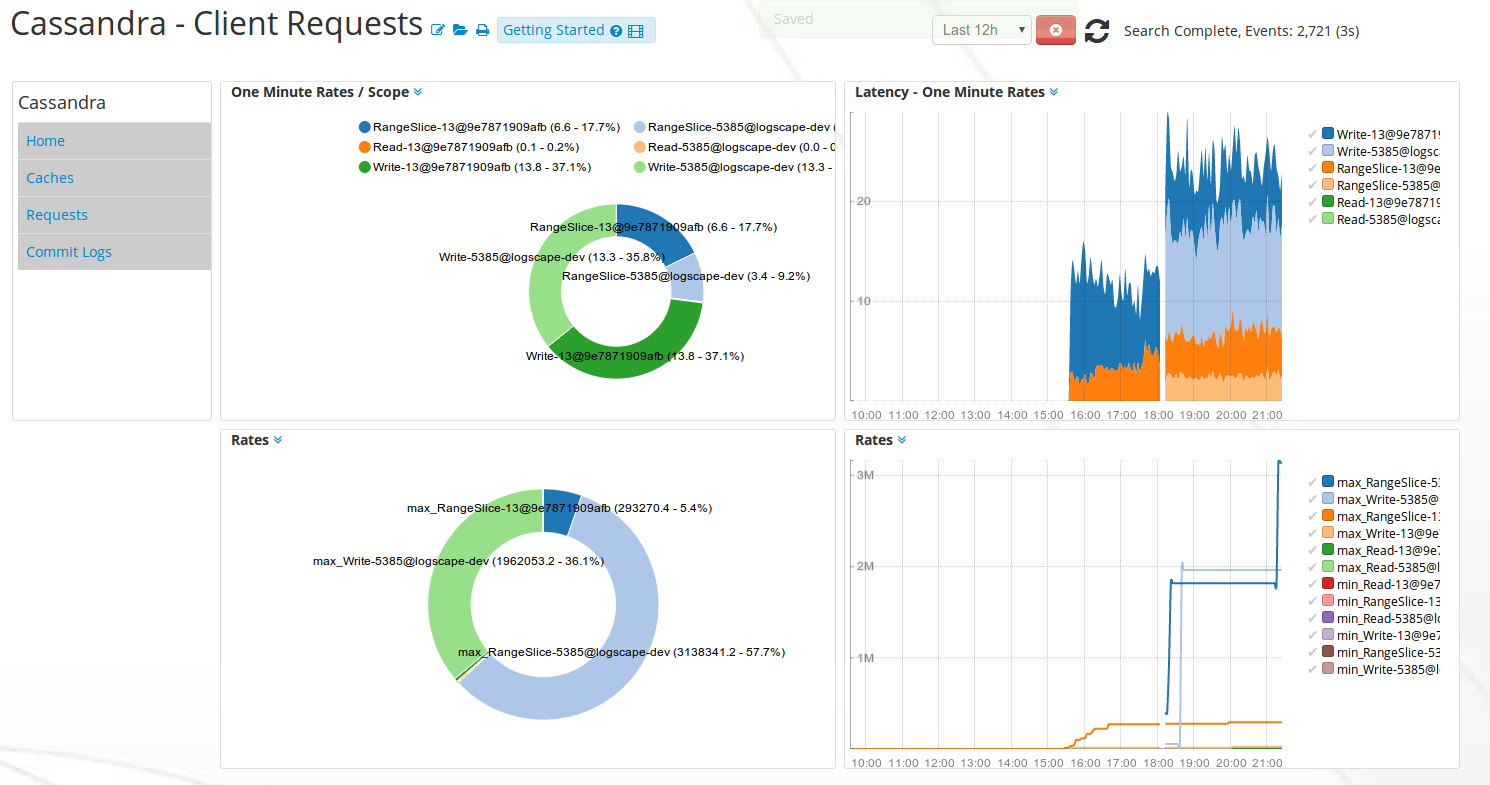 Cassandra - Client Requests
Getting Started
Saved
Last 12h
Search Complete, Events: 2,721 (3s)
Cassandra
Home
Caches
Requests
Commit Logs
One Minute Rates / Scope
RangeSlice-13@9e7871909afb (6.6 - 17.7%)
RangeSlice-5385@logscape-dev (
Read-13@9e7871909afb (0.1 - 0.2%)
Read-5385@logscape-dev (0.0 - 0
Write-13@9e7871909afb (13.8 - 37.1%)
Write-5385@logscape-dev (13.3 -
RangeSlice-13@9e7871909afb (6.6 - 17.7%)
Write-5385@logscape-dev (13.3 - 35.8%)
RangeSlice-5385@logscape-dev (3.4 - 9.2%)
Write-13@9e7871909afb (13.8 - 37.1%)
Latency - One Minute Rates
20
10
10:00 11:00 12:00 13:00 14:00 15:00 16:00 17:00 18:00 19:00 20:00 21:00
Write-13@9e7871
Write-5385@logsc
RangeSlice-13@9e
RangeSlice-5385@
Read-13@9e78719
Read-5385@logsca
Rates
max_RangeSlice-13@9e7871909afb (293270.4 - 5.4%)
max_Write-5385@logscape-dev (1962053.2 - 36.1%)
max_RangeSlice-5385@logscape-dev (3138341.2 - 57.7%)
Rates
3M
2M
1M
10:00 11:00 12:00 13:00 14:00 15:00 16:00 17:00 18:00 19:00 20:00 21:00
max_RangeSlice-53
max_Write-5385@
max_RangeSlice-13
max_Write-13@9e
max_Read-13@9e7
max_Read-5385@l
min_Read-13@9e7
min_RangeSlice-13
min_Read-5385@l
min_Write-13@9e7
min_RangeSlice-53
min_Write-5385@l